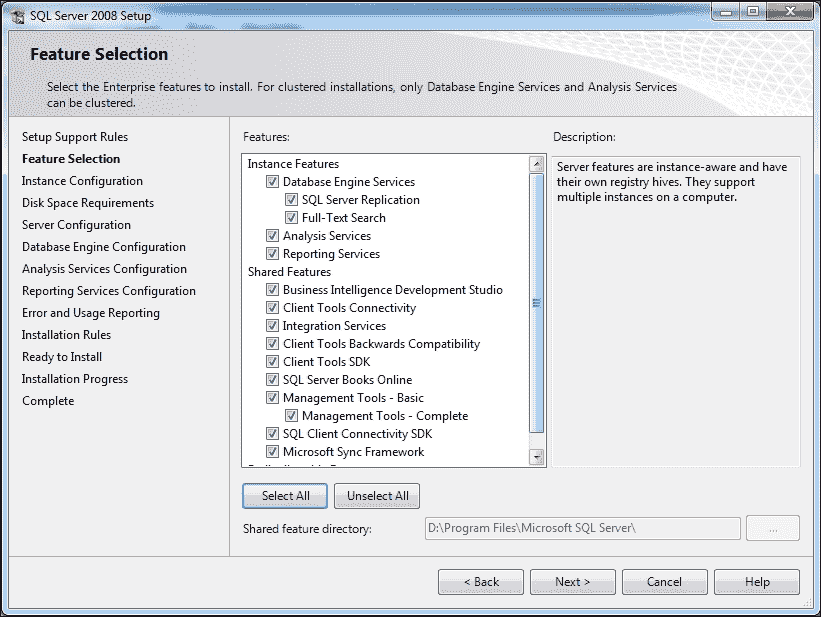 SQL Server 2008 Setup
Feature Selection
Select the Enterprise features to install. For clustered installations, only Database Engine Services and Analysis Services
can be clustered.
Setup Support Rules
Feature Selection
Instance Configuration
Disk Space Requirements
Server Configuration
Database Engine Configuration
Analysis Services Configuration
Reporting Services Configuration
Error and Usage Reporting
Installation Rules
Ready to Install
Installation Progress
Complete
Features:
Instance Features
Database Engine Services
SQL Server Replication
Full-Text Search
Analysis Services
Reporting Services
Shared Features
Business Intelligence Development Studio
Client Tools Connectivity
Integration Services
Client Tools Backwards Compatibility
Client Tools SDK
SQL Server Books Online
Management Tools - Basic
Management Tools - Complete
SQL Client Connectivity SDK
Microsoft Sync Framework
Description:
Server features are instance-aware and have
their own registry hives. They support
multiple instances on a computer.
Select All
Unselect All
Shared feature directory:
D:\Program Files\Microsoft SQL Server\
...
< Back
Next >
Cancel
Help